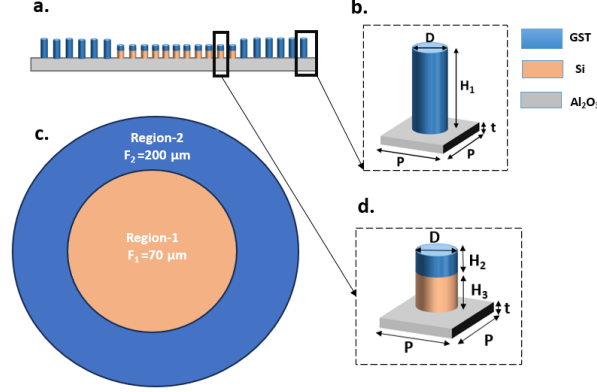 a.
b.
D
H₁
P
P
t
GST
Si
Al₂O₃
c.
Region-2
F₂=200 µm
Region-1
F₁=70 µm
d.
D
H₂
H₃
t
P
P